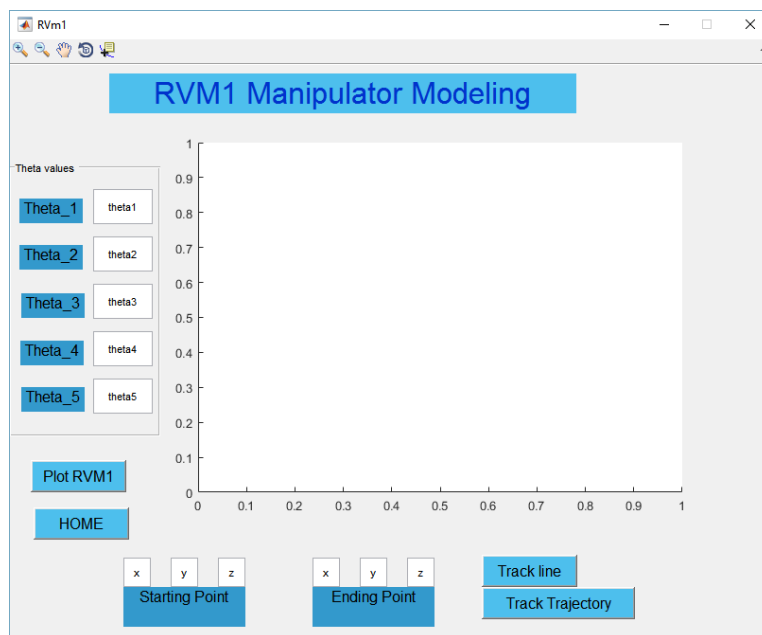 RVm1
RVM1 Manipulator Modeling
Theta values
Theta_1 theta1
Theta_2 theta2
Theta_3 theta3
Theta_4 theta4
Theta_5 theta5
Plot RVM1
HOME
1
0.9
0.8
0.7
0.6
0.5
0.4
0.3
0.2
0.1
0
0 0.1 0.2 0.3 0.4 0.5 0.6 0.7 0.8 0.9 1
x y z
Starting Point
x y z
Ending Point
Track line
Track Trajectory